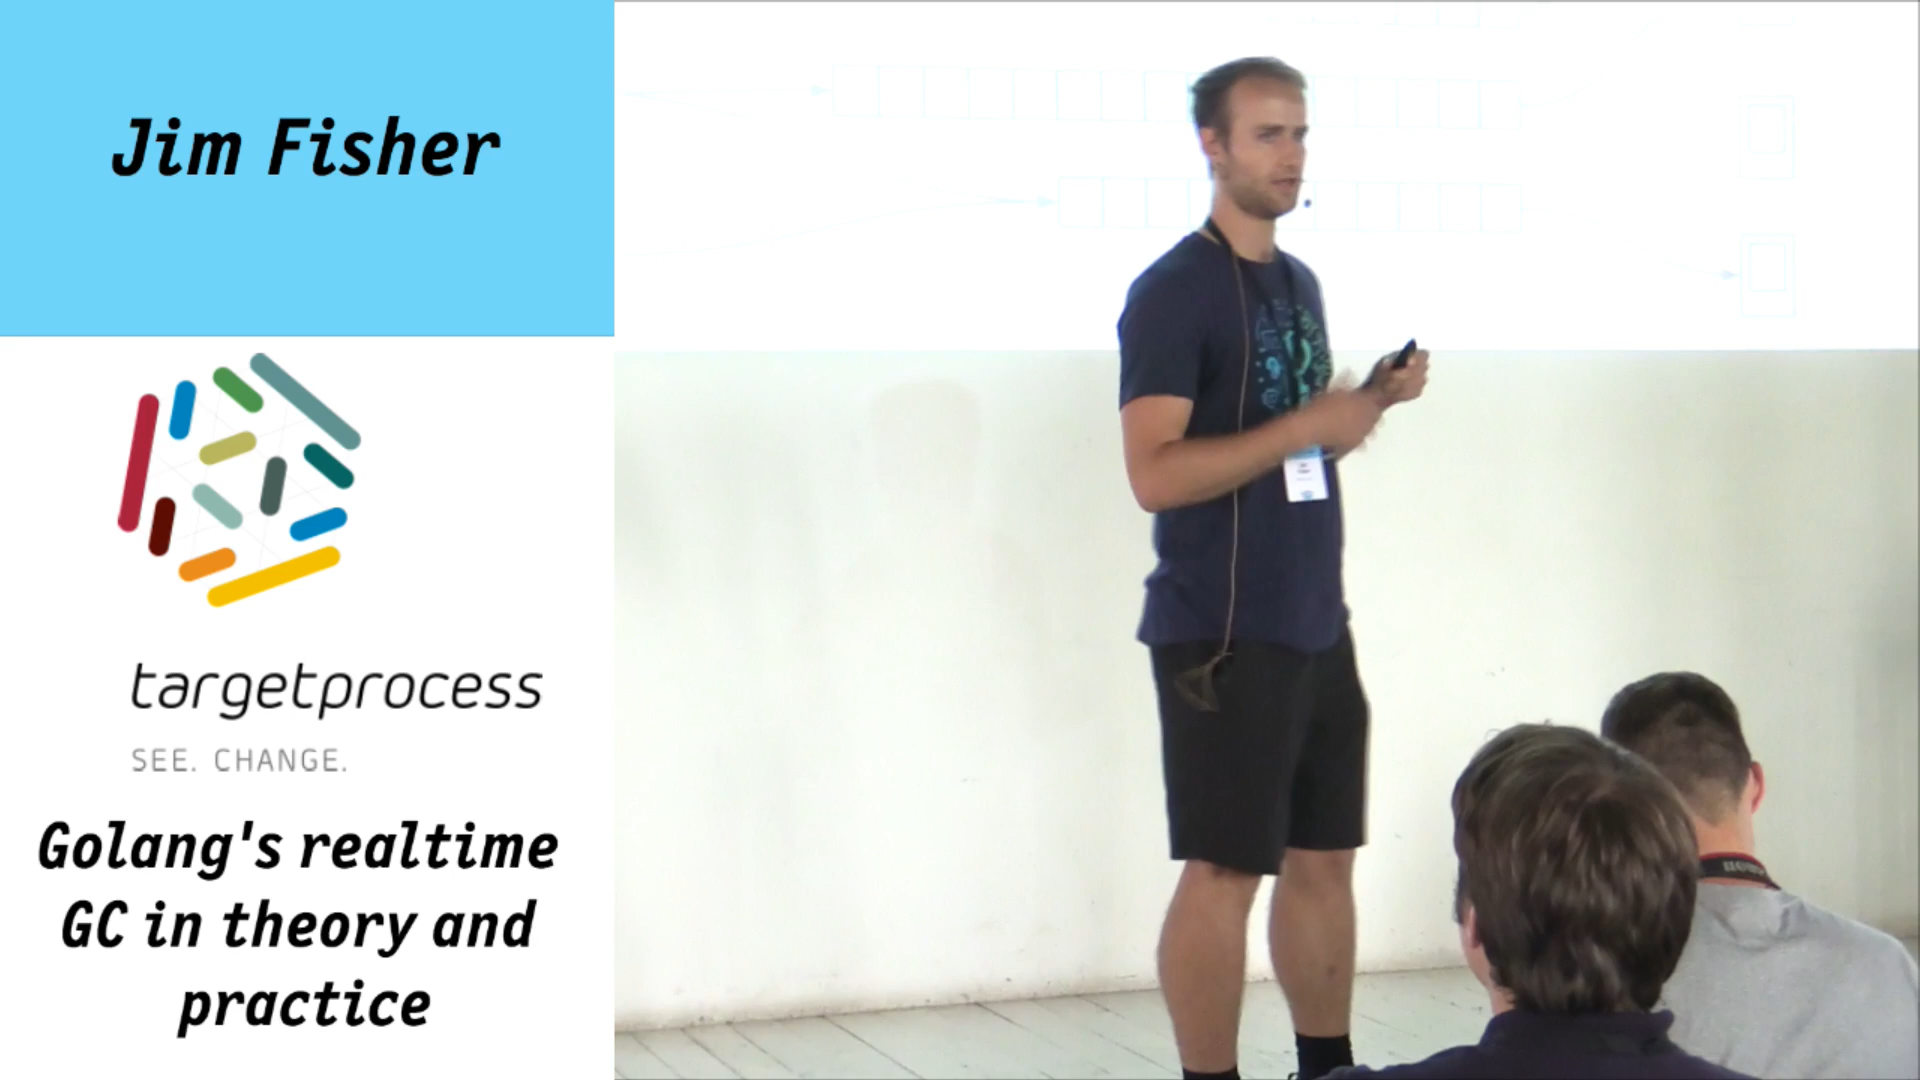 Jim Fisher
targetprocess
SEE. CHANGE.
Golang's realtime
GC in theory and
practice